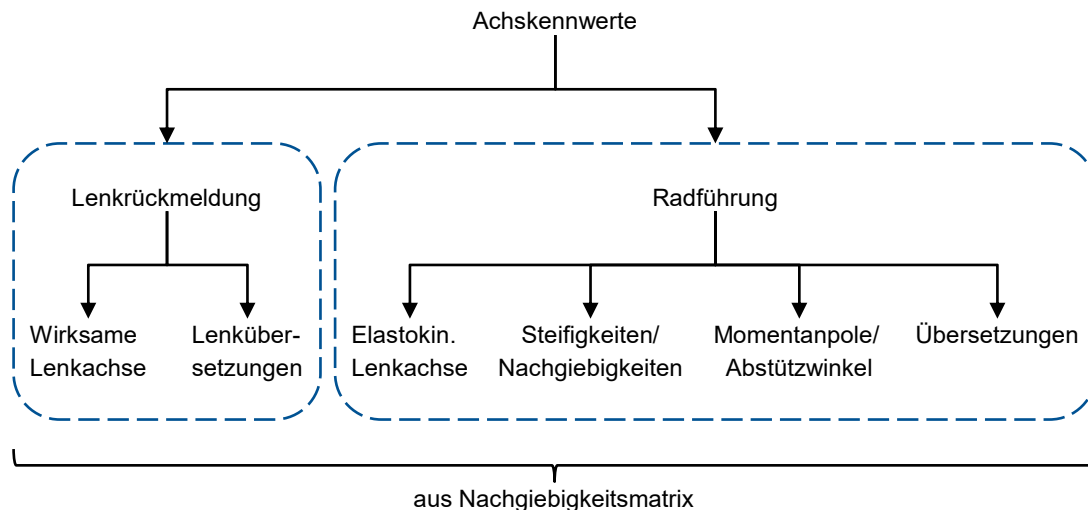 Achskennwerte
Lenkrückmeldung
Radführung
Wirksame
Lenkachse
Lenküber-
setzungen
Elastokin.
Lenkachse
Steifigkeiten/
Nachgiebigkeiten
Momentanpole/
Abstützwinkel
Übersetzungen
aus Nachgiebigkeitsmatrix